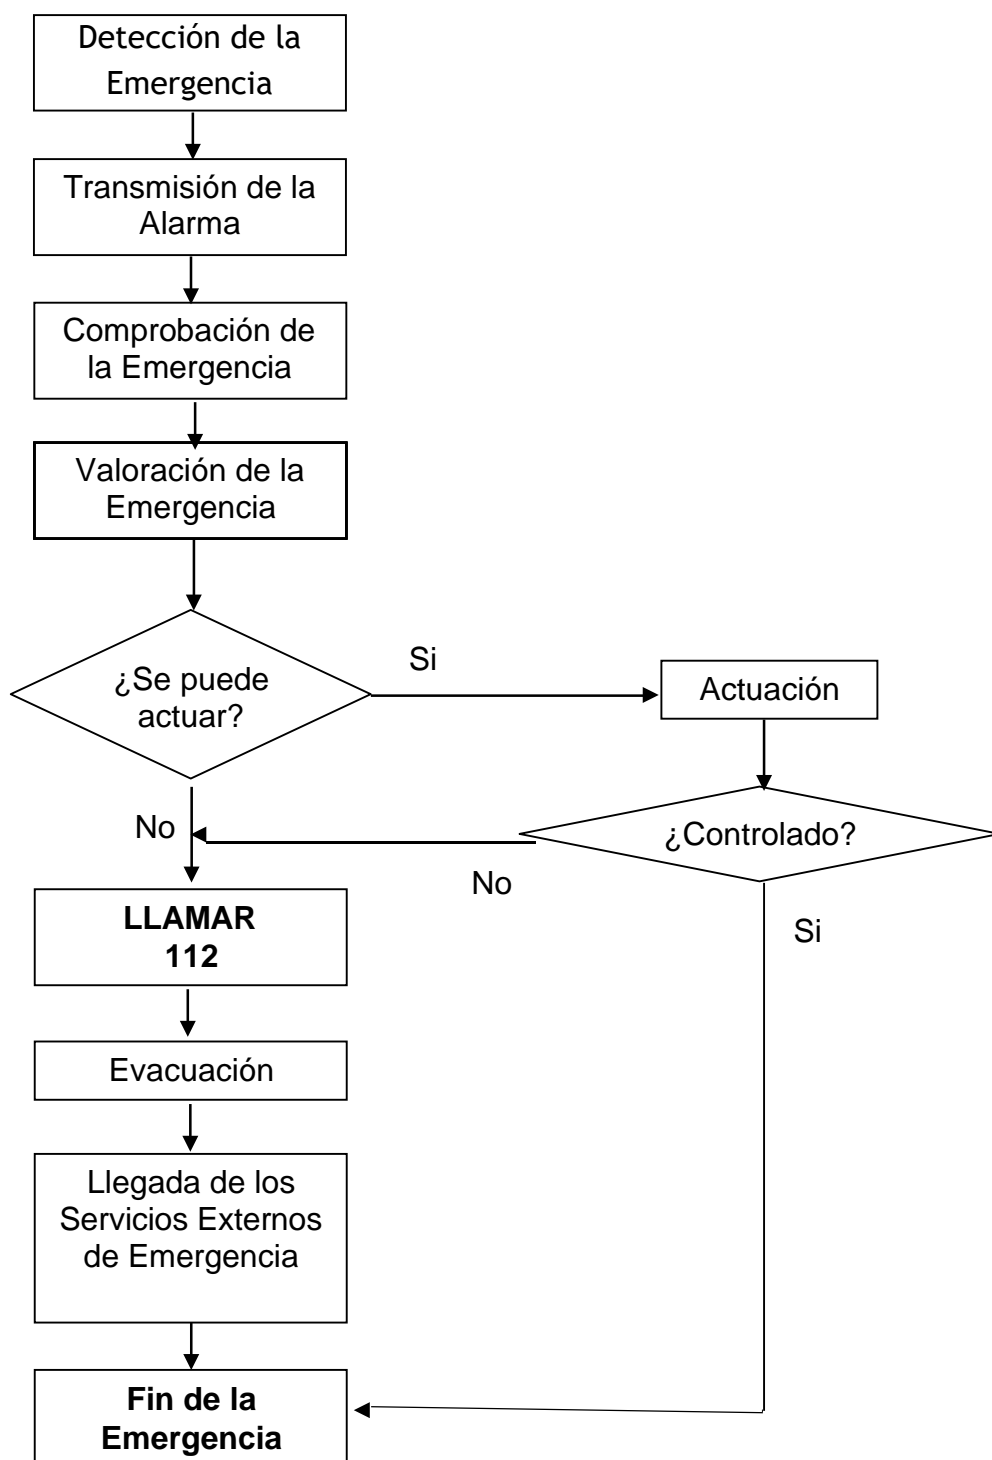 Detección de la
Emergencia
Transmisión de la
Alarma
Comprobación de
la Emergencia
Valoración de la
Emergencia
¿Se puede
actuar?
Si
Actuación
No
¿Controlado?
No
Si
LLAMAR
112
Evacuación
Llegada de los
Servicios Externos
de Emergencia
Fin de la
Emergencia